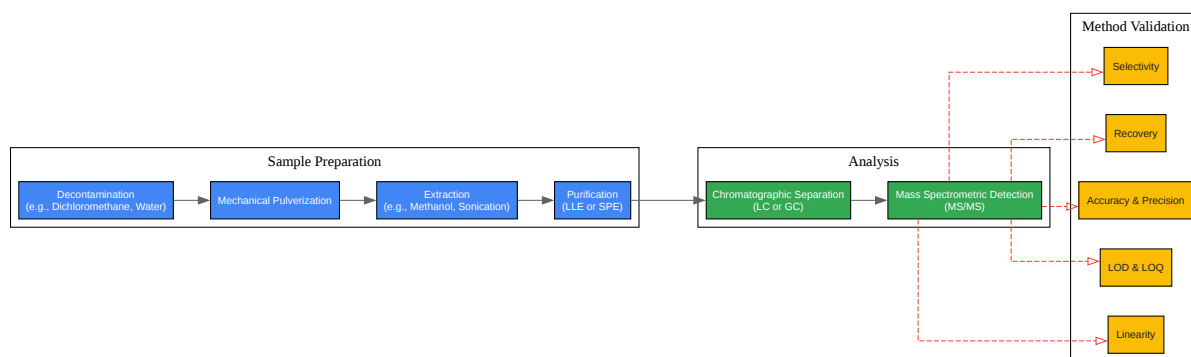 Method Validation
Selectivity
Recovery
Sample Preparation
Decontamination
(e.g., Dichloromethane, Water)
Mechanical Pulverization
Extraction
(e.g., Methanol, Sonication)
Purification
(LLE or SPE)
Analysis
Chromatographic Separation
(LC or GC)
Mass Spectrometric Detection
(MS/MS)
Accuracy & Precision
LOD & LOQ
Linearity